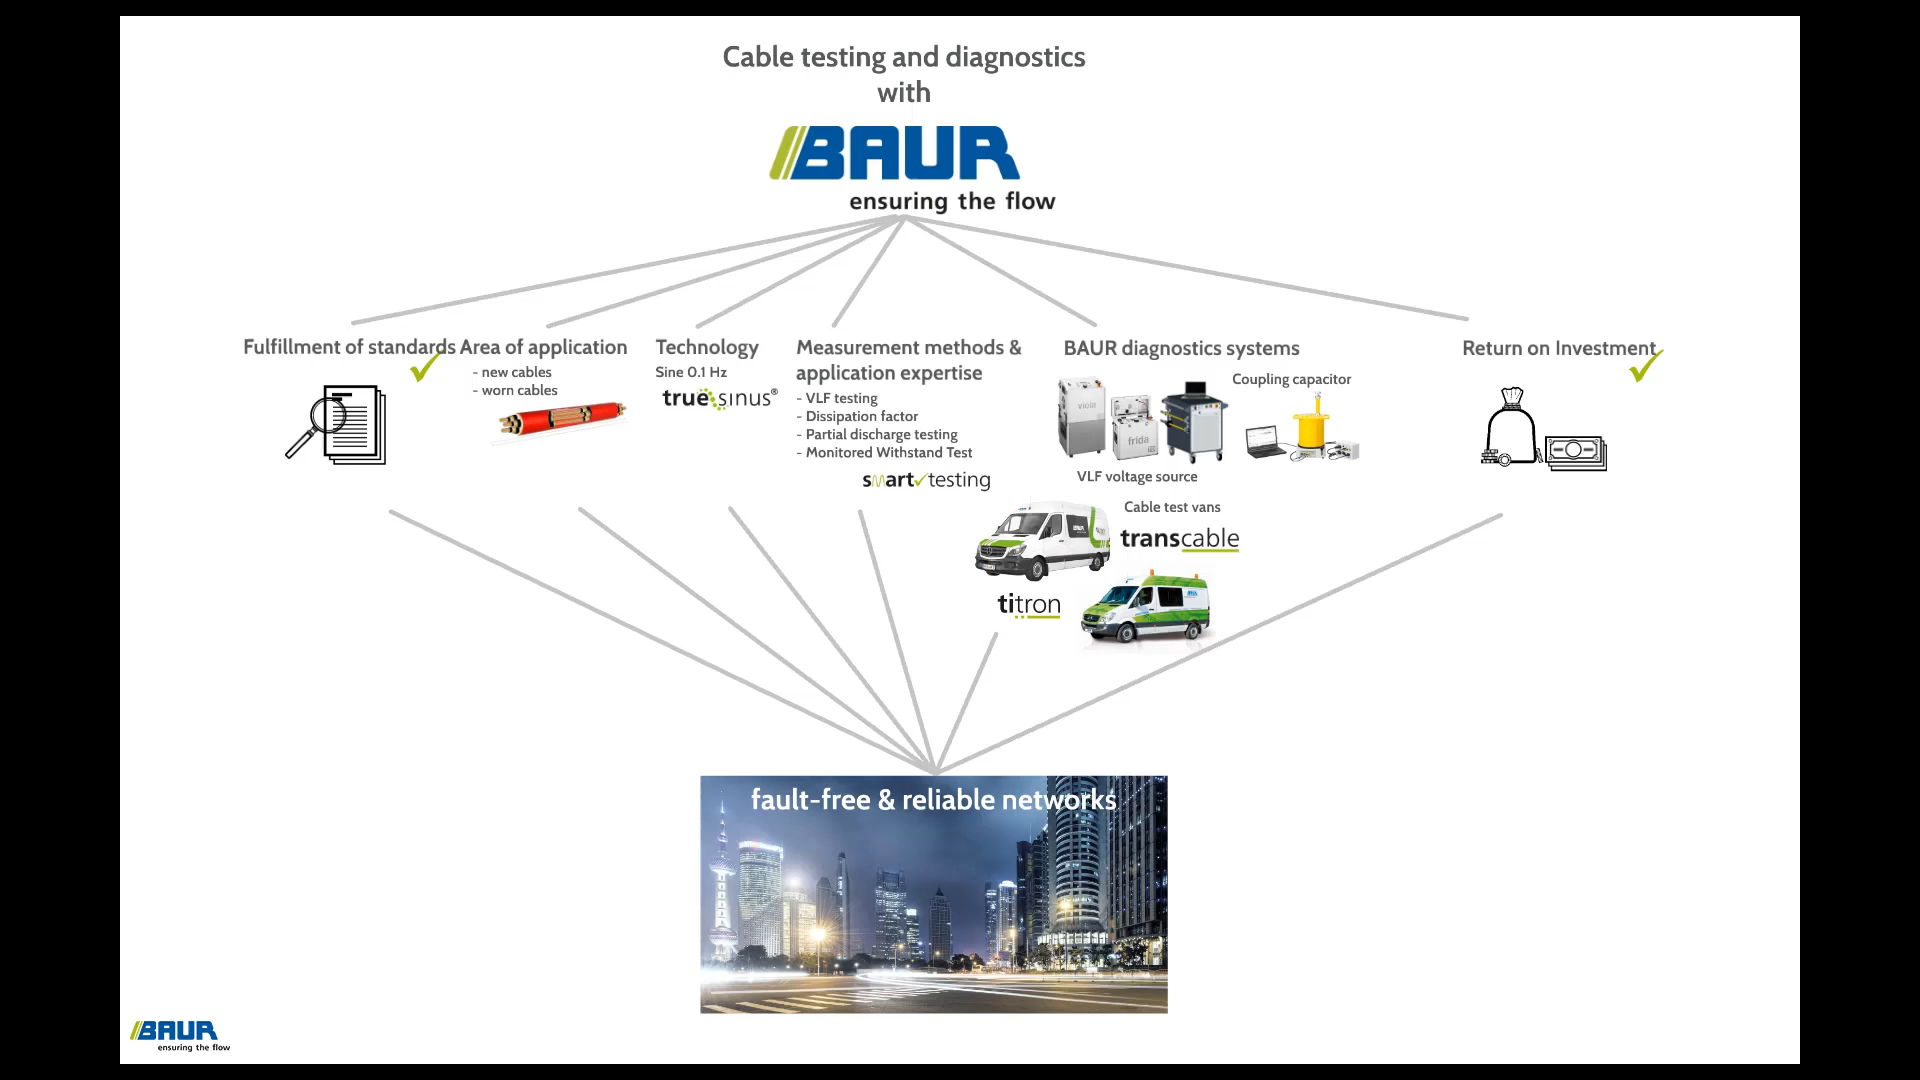 Cable testing and diagnostics
with
BAUR
ensuring the flow
Fulfillment of standards
Area of application
- new cables
- worn cables
Technology
Sine 0.1 Hz
truesinus®
Measurement methods &
application expertise
- VLF testing
- Dissipation factor
- Partial discharge testing
- Monitored Withstand Test
smart testing
BAUR diagnostics systems
Coupling capacitor
viola
frida
VLF voltage source
Cable test vans
transcable
titron
Return on Investment
fault-free & reliable networks
BAUR
ensuring the flow